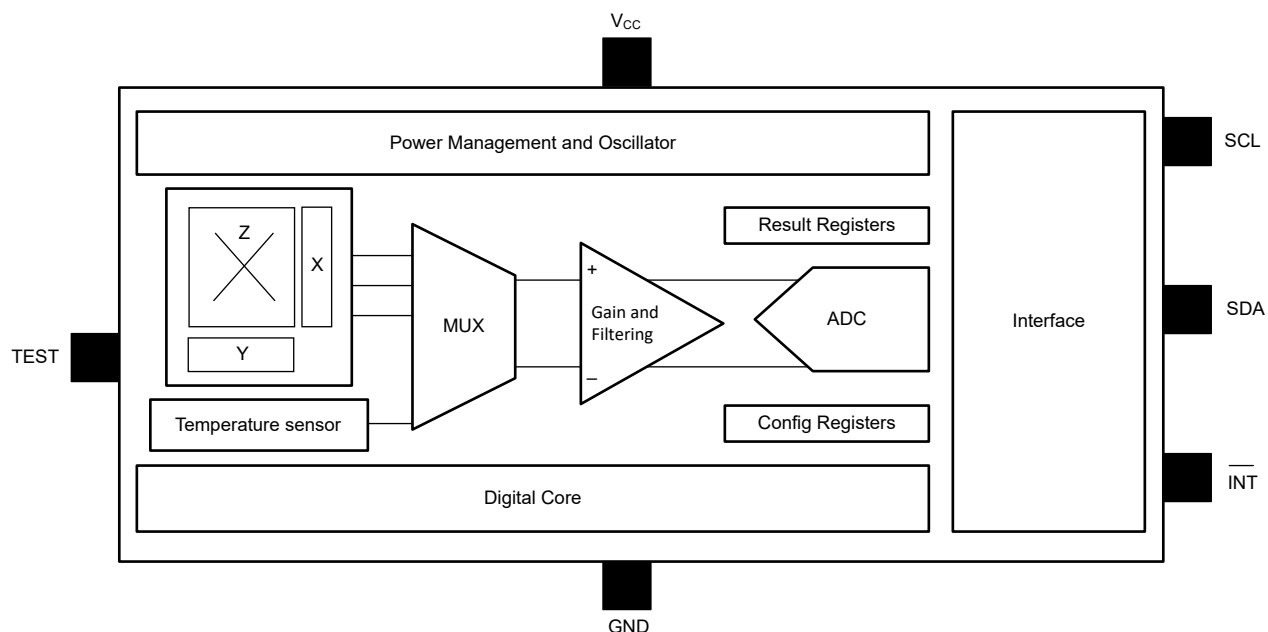 VCC
Power Management and Oscillator
SCL
Z
X
Result Registers
+
Gain and
Filtering
–
MUX
ADC
Interface
SDA
TEST
Y
Temperature sensor
Config Registers
INT
Digital Core
GND